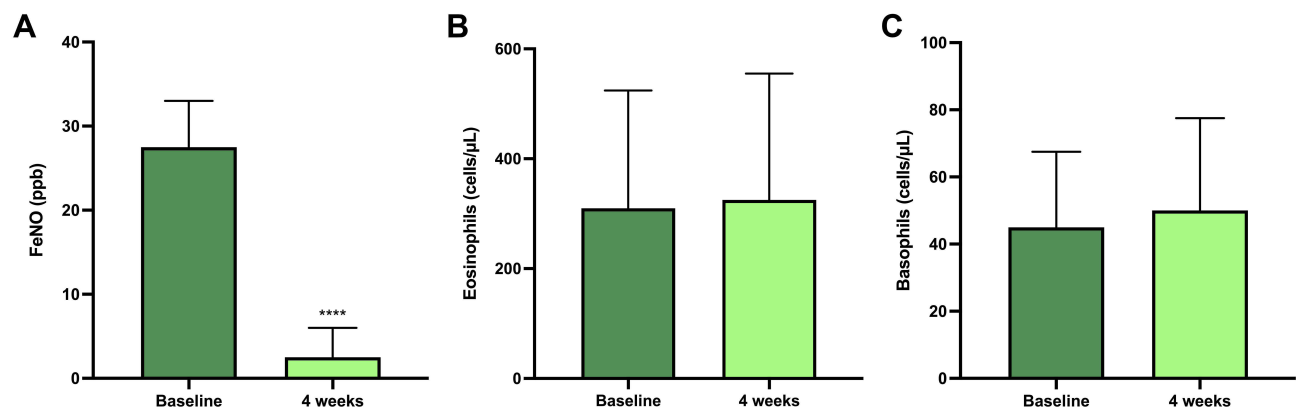 A
FeNO (ppb)
40
30
20
10
0
****
Baseline
4 weeks
B
Eosinophils (cells/µL)
600
400
200
0
Baseline
4 weeks
C
Basophils (cells/µL)
100
80
60
40
20
0
Baseline
4 weeks